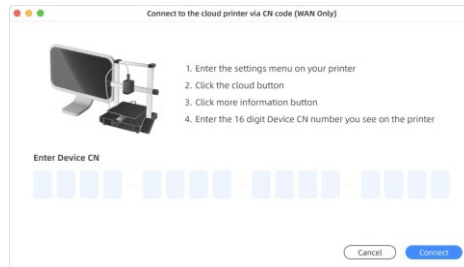 Connect to the cloud printer via CN code (WAN Only)
1. Enter the settings menu on your printer
2. Click the cloud button
3. Click more information button
4. Enter the 16 digit Device CN number you see on the printer
Enter Device CN
Cancel
Connect